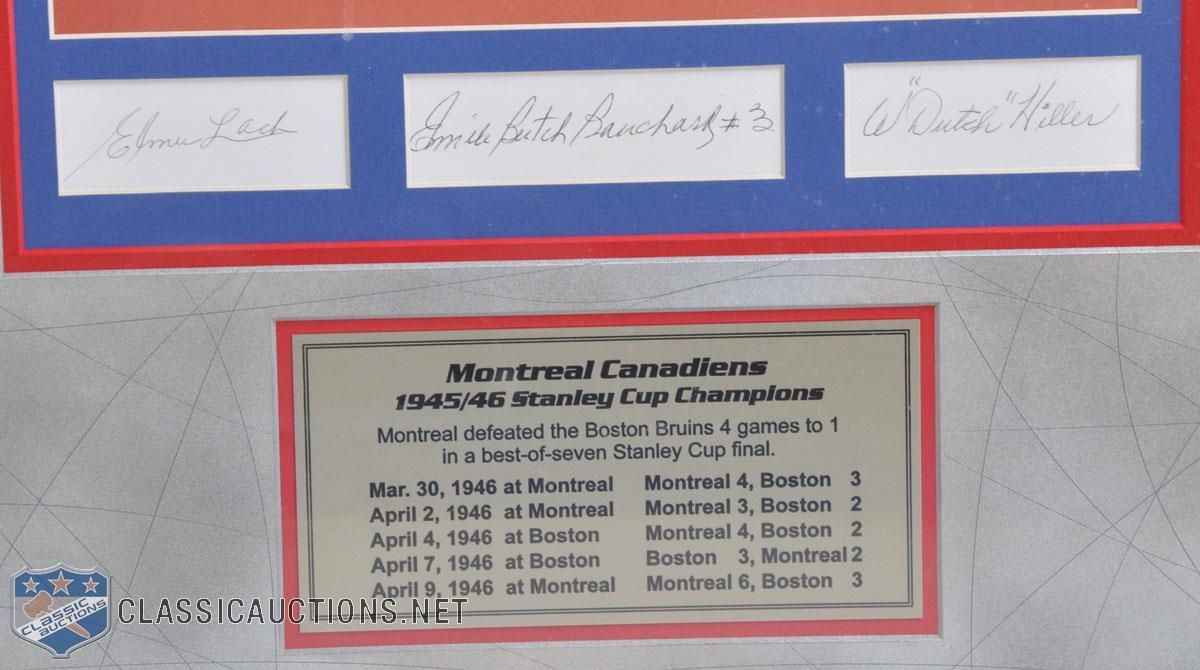 Elmer Lach
Emile Butch Bouchard #3
W "Dutch" Hiller
Montreal Canadiens
1945/46 Stanley Cup Champions
Montreal defeated the Boston Bruins 4 games to 1
in a best-of-seven Stanley Cup final.
Mar. 30, 1946 at Montreal Montreal 4, Boston 3
April 2, 1946 at Montreal Montreal 3, Boston 2
April 4, 1946 at Boston Montreal 4, Boston 2
April 7, 1946 at Boston Boston 3, Montreal 2
April 9, 1946 at Montreal Montreal 6, Boston 3
CLASSIC
AUCTIONS
CLASSICAUCTIONS.NET